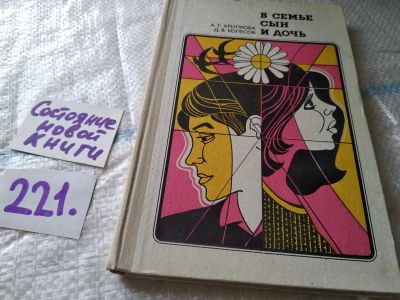 А. Г. ХРИПКОВА
Д. В. КОЛЕСОВ
В СЕМЬЕ
СЫН
И ДОЧЬ
Состояние
новой
книги
221.